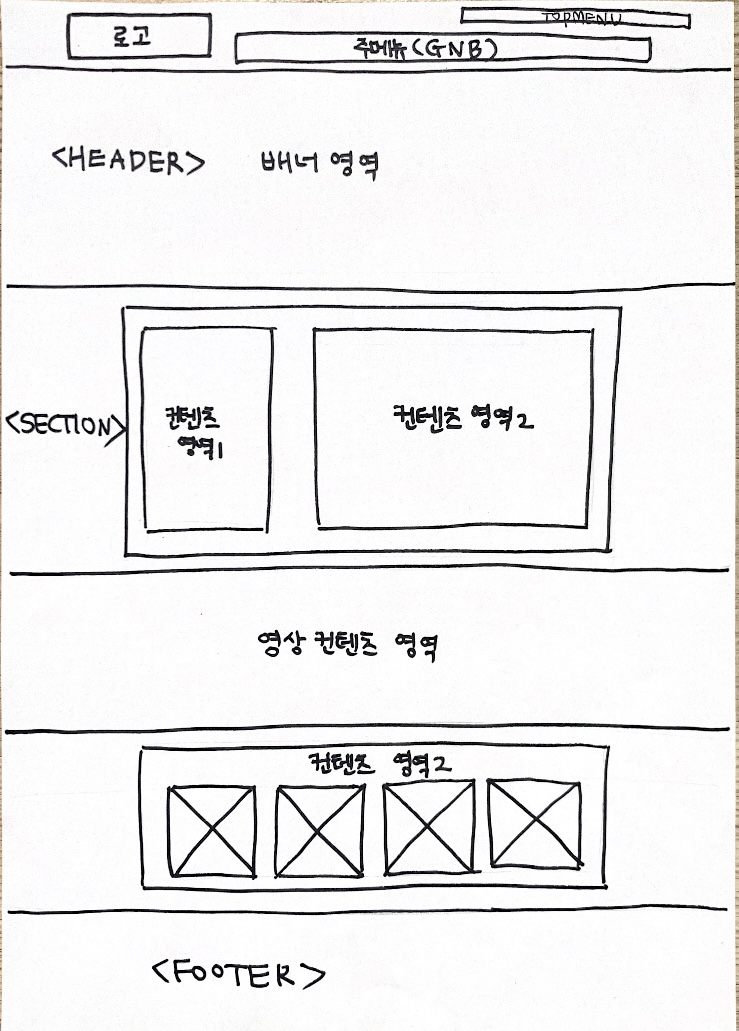 로고
TOPMENU
주메뉴(GNB)
<HEADER> 배너 영역
<SECTION>
컨텐츠
영역1
컨텐츠 영역2
영상 컨텐츠 영역
컨텐츠 영역2
<FOOTER>